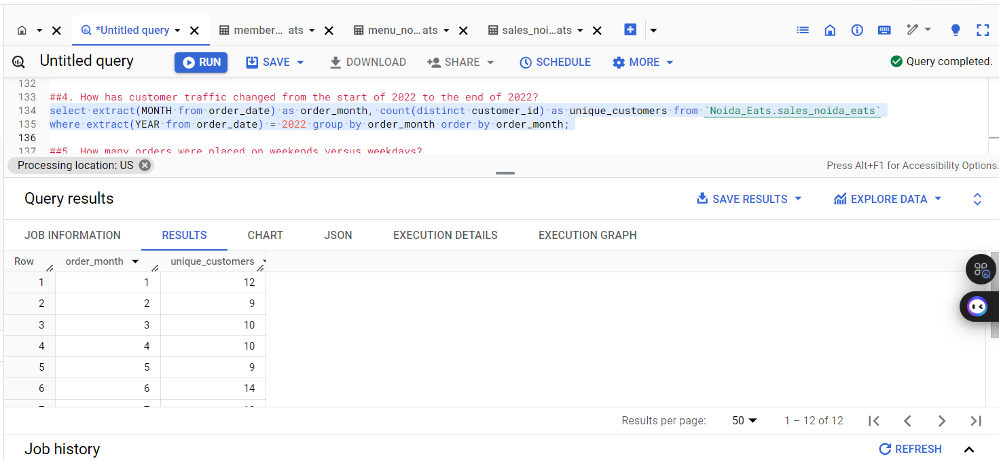 *Untitled query
member... ats
menu_no...ats
sales_noi...ats
Untitled query
RUN
SAVE
DOWNLOAD
SHARE
SCHEDULE
MORE
Query completed.
132
133 ##4. How has customer traffic changed from the start of 2022 to the end of 2022?
134 select extract(MONTH from order_date) as order_month, count(distinct customer_id) as unique_customers from `Noida_Eats.sales_noida_eats`
135 where extract(YEAR from order_date) = 2022 group by order_month order by order_month;
136
137 ##5. How many orders were placed on weekends versus weekdays?
Processing location: US
Press Alt+F1 for Accessibility Options.
Query results
SAVE RESULTS
EXPLORE DATA
JOB INFORMATION
RESULTS
CHART
JSON
EXECUTION DETAILS
EXECUTION GRAPH
Row order_month unique_customers
1 1 12
2 2 9
3 3 10
4 4 10
5 5 9
6 6 14
Results per page: 50 1 – 12 of 12
Job history
REFRESH